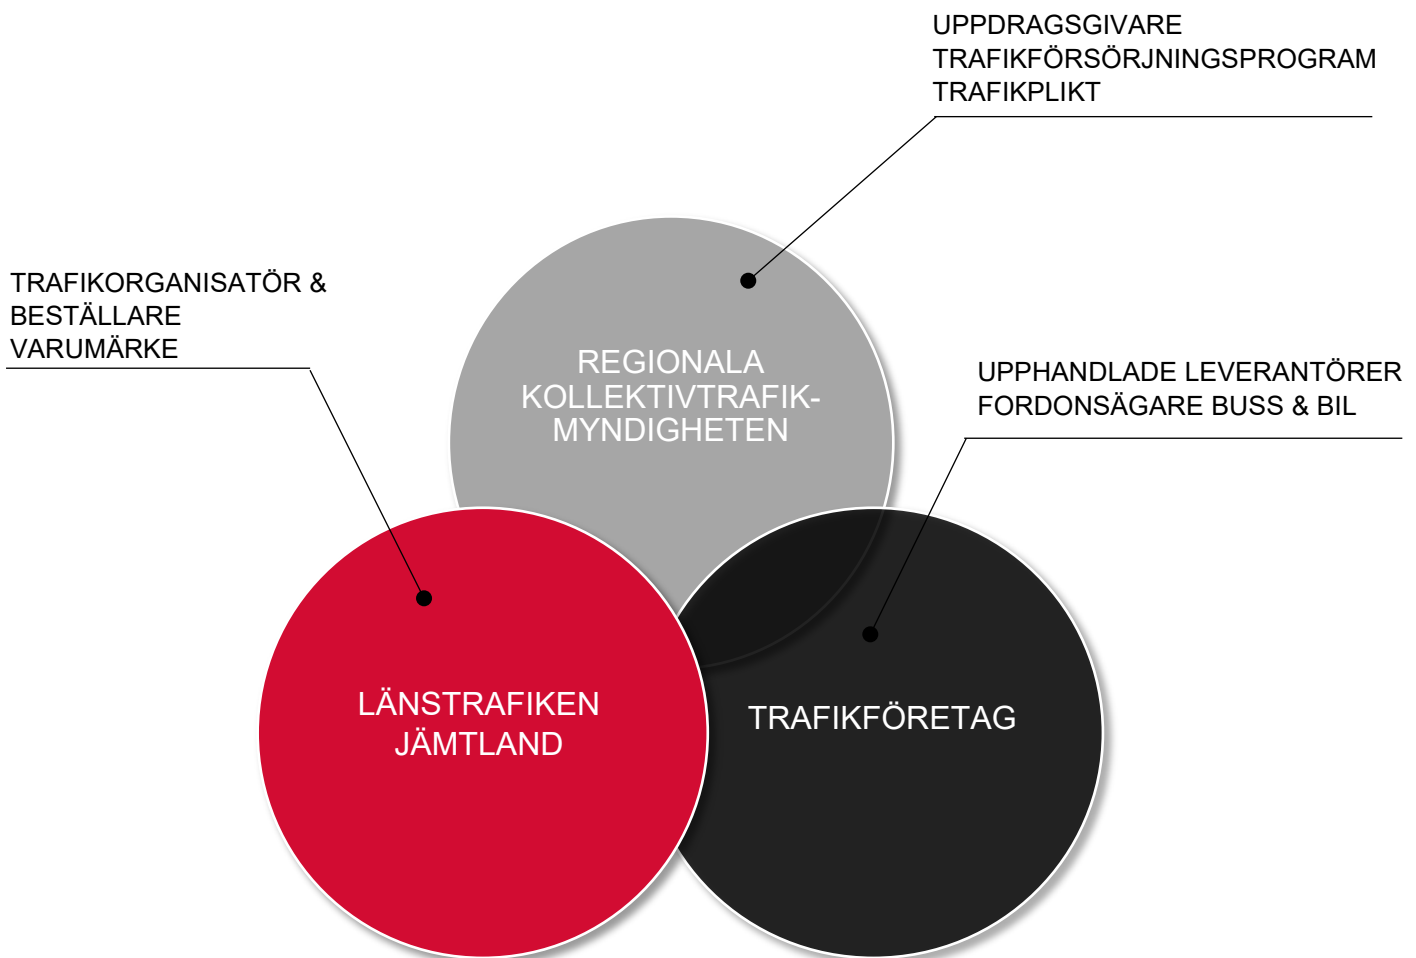 UPPDRAGSGIVARE
TRAFIKFÖRSÖRJNINGSPROGRAM
TRAFIKPLIKT
TRAFIKORGANISATÖR &
BESTÄLLARE
VARUMÄRKE
REGIONALA
KOLLEKTIVTRAFIK-
MYNDIGHETEN
UPPHANDLADE LEVERANTÖRER
FORDONSÄGARE BUSS & BIL
LÄNSTRAFIKEN
JÄMTLAND
TRAFIKFÖRETAG